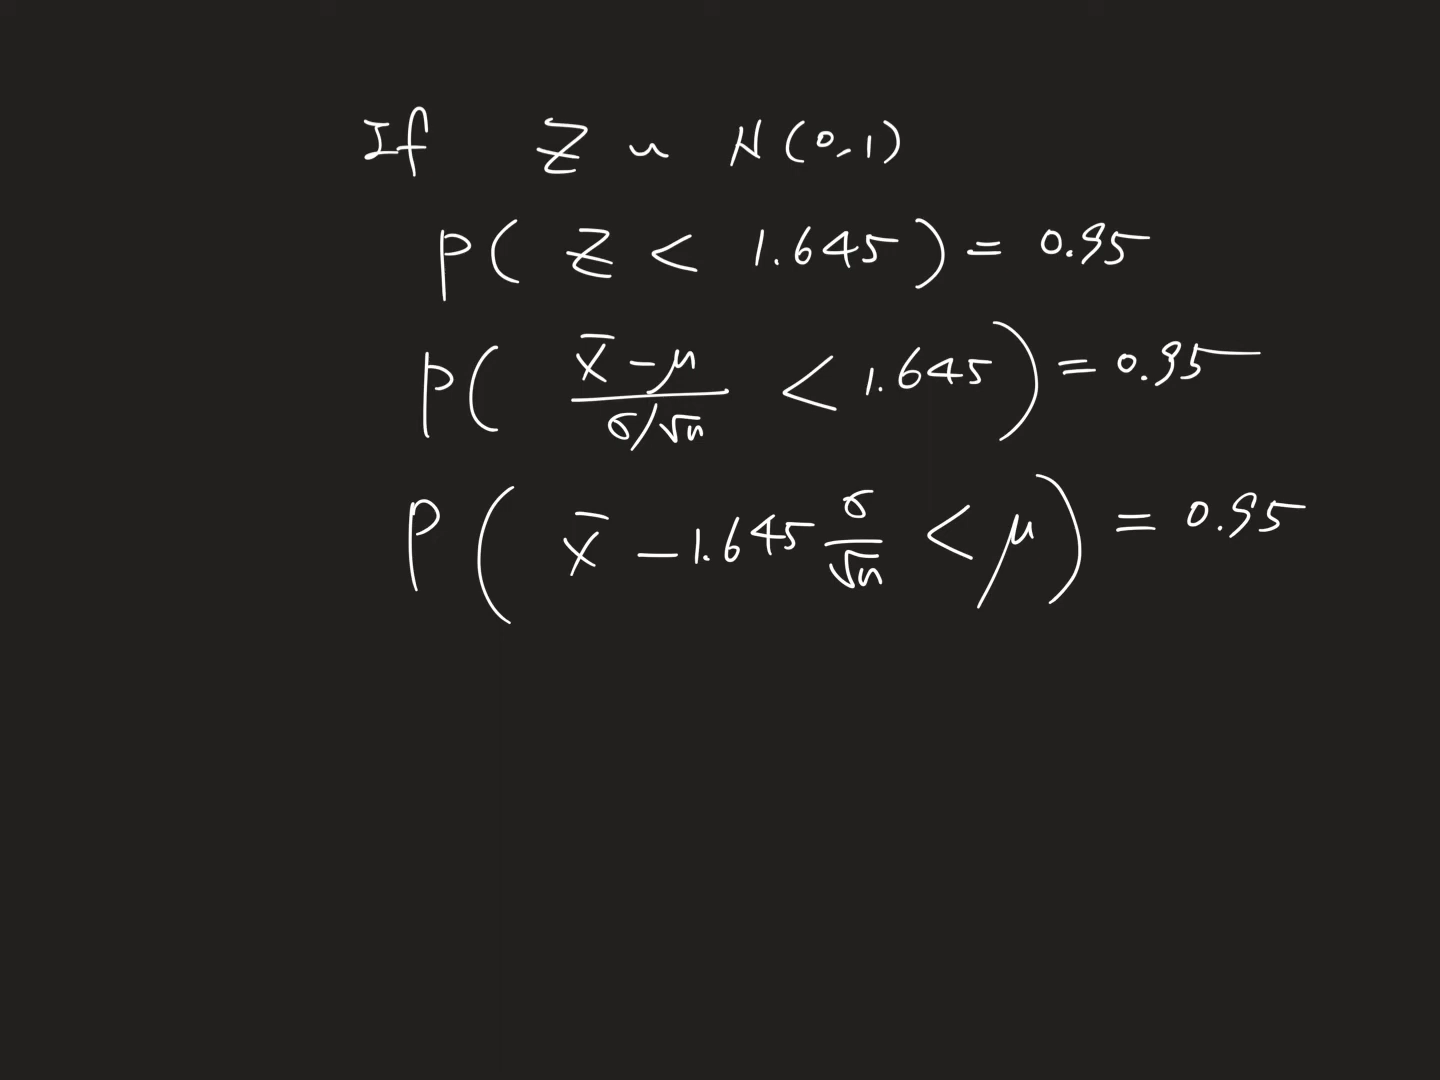 If Z ~ N(0,1)
P( Z < 1.645 ) = 0.95
P( (X̄ - μ)/(σ/√n) < 1.645 ) = 0.95
P( X̄ - 1.645 σ/√n < μ ) = 0.95